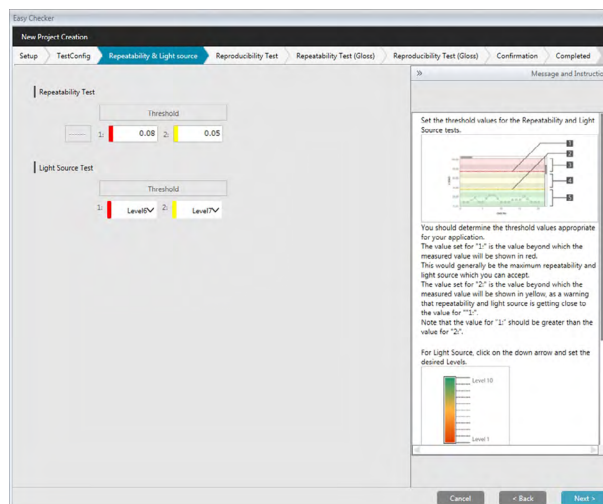 Easy Checker
New Project Creation
Setup TestConfig Repeatability & Light source Reproducibility Test Repeatability Test (Gloss) Reproducibility Test (Gloss) Confirmation Completed
Repeatability Test
Threshold
1: 0.08 2: 0.05
Light Source Test
Threshold
1: Level6 2: Level7
» Message and Instructio
Set the threshold values for the Repeatability and Light
Source tests.
1
2
3
4
5
You should determine the threshold values appropriate
for your application.
The value set for "1:" is the value beyond which the
measured value will be shown in red.
This would generally be the maximum repeatability and
light source which you can accept.
The value set for "2:" is the value beyond which the
measured value will be shown in yellow, as a warning
that repeatability and light source is getting close to
the value for ""1:".
Note that the value for "1:" should be greater than the
value for "2:".
For Light Source, click on the down arrow and set the
desired Levels.
Level 10
Level 1
Cancel < Back Next >